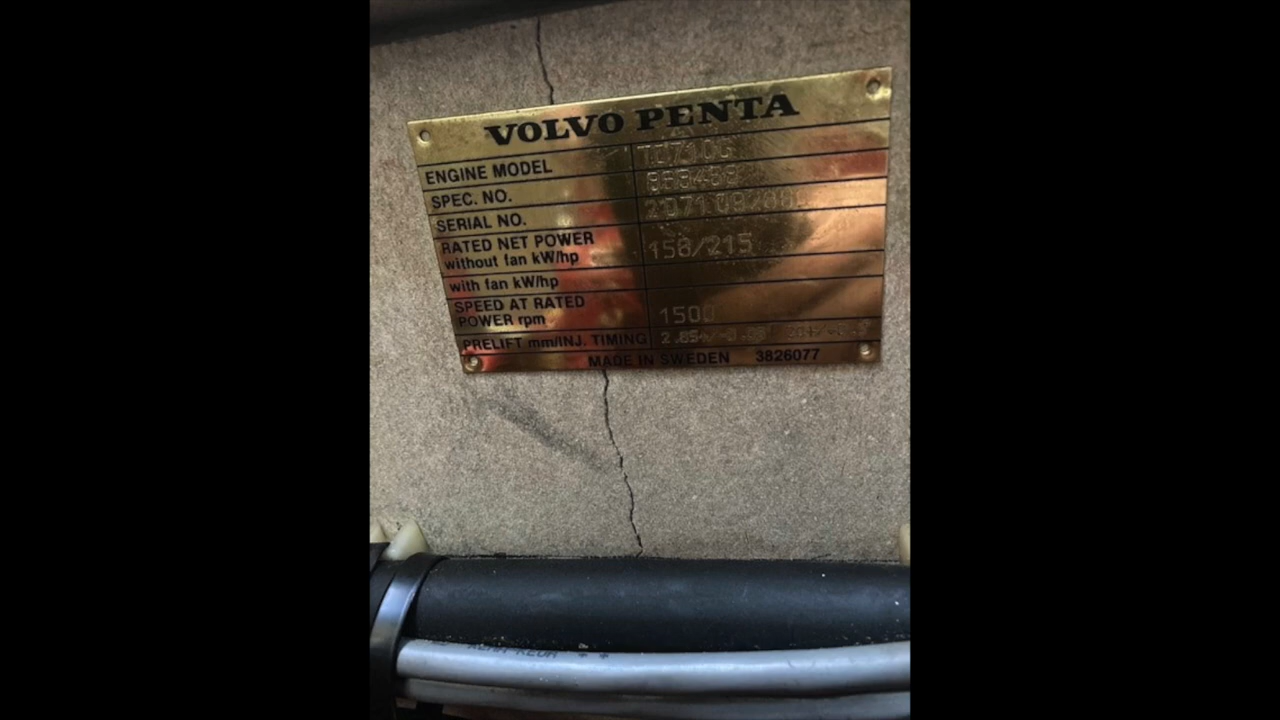 VOLVO PENTA
ENGINE MODEL TD710G
SPEC. NO.
SERIAL NO.
RATED NET POWER
without fan kW/hp 158/215
with fan kW/hp
SPEED AT RATED
POWER rpm 1500
PRELIFT mm/INJ. TIMING
MADE IN SWEDEN 3826077